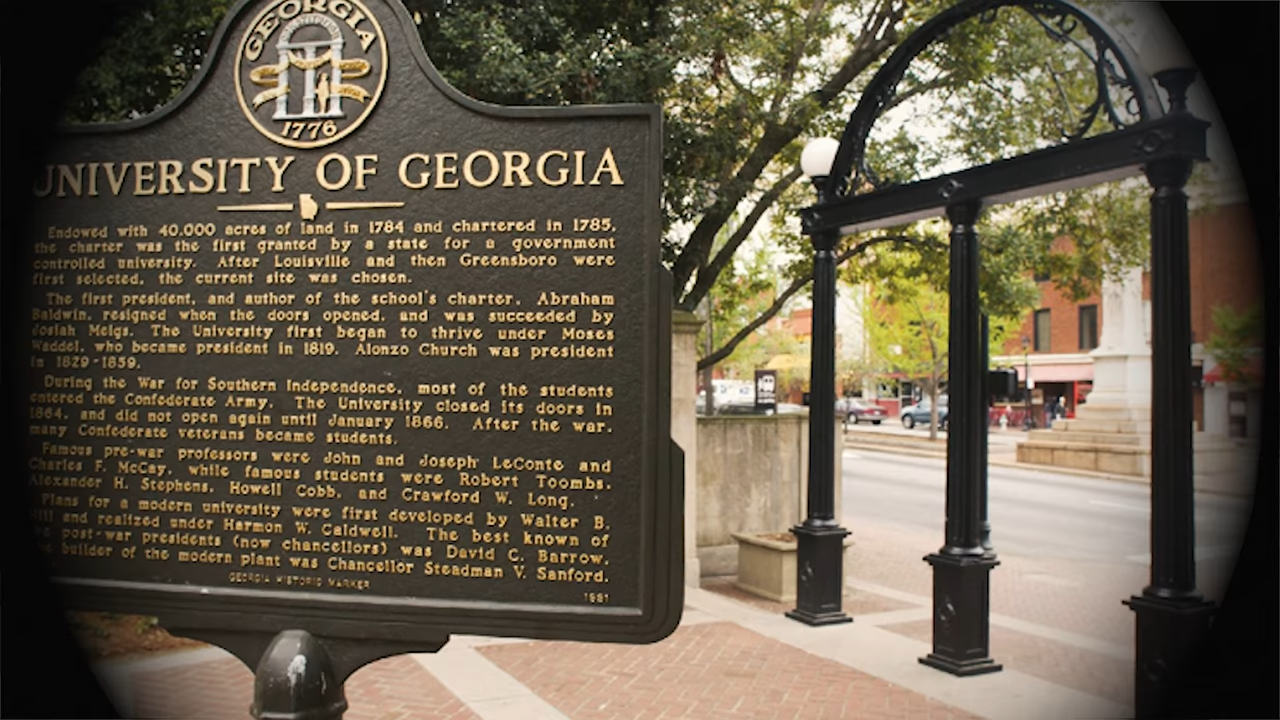 GEORGIA
1776
UNIVERSITY OF GEORGIA
Endowed with 40,000 acres of land in 1784 and chartered in 1785,
the charter was the first granted by a state for a government
controlled university. After Louisville and then Greensboro were
first selected, the current site was chosen.
The first president, and author of the school's charter, Abraham
Baldwin, resigned when the doors opened, and was succeeded by
Josiah Meigs. The University first began to thrive under Moses
Waddel, who became president in 1819. Alonzo Church was president
in 1829-1859.
During the War for Southern Independence, most of the students
entered the Confederate Army. The University closed its doors in
1864, and did not open again until January 1866. After the war,
many Confederate veterans became students.
Famous pre-war professors were John and Joseph LeConte and
Charles F. McCay, while famous students were Robert Toombs,
Alexander H. Stephens, Howell Cobb, and Crawford W. Long.
Plans for a modern university were first developed by Walter B.
Hill and realized under Harmon W. Caldwell. The best known of
post-war presidents (now chancellors) was David C. Barrow,
builder of the modern plant was Chancellor Steadman V. Sanford.
GEORGIA HISTORIC MARKER
1991